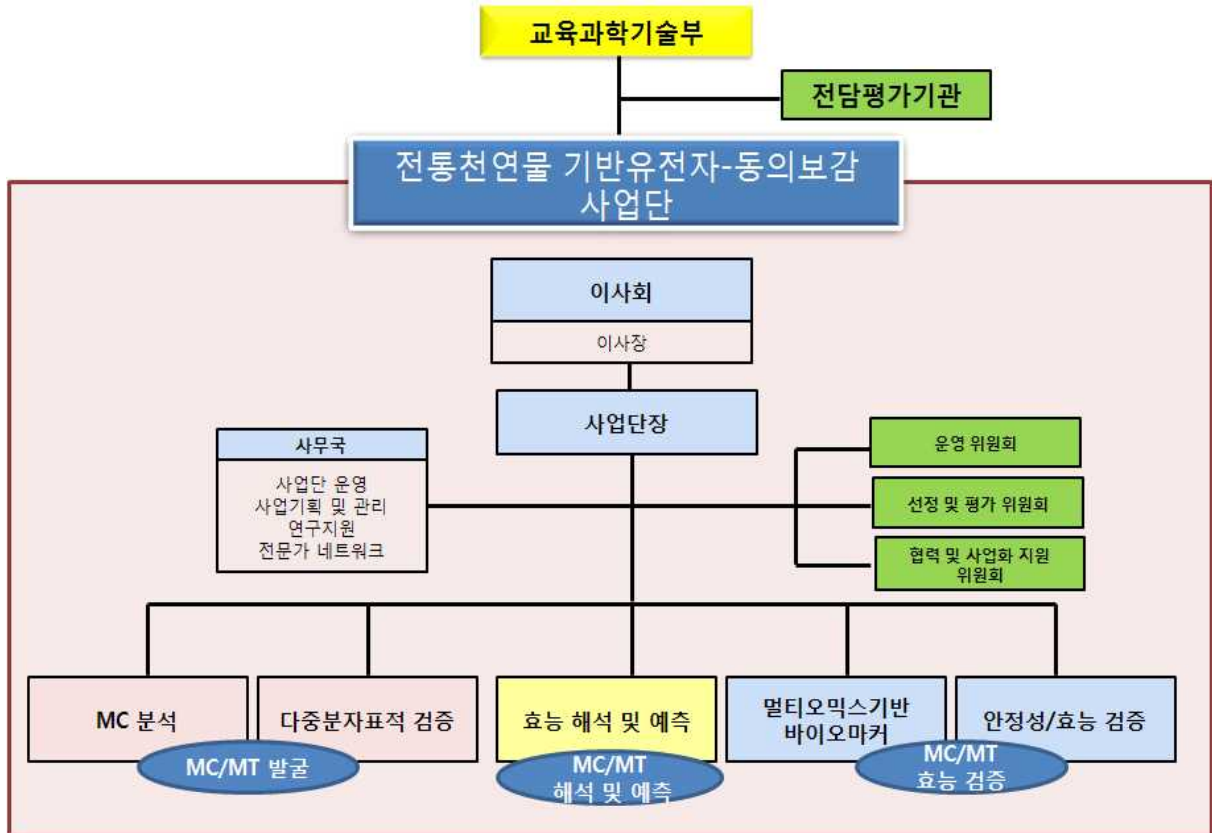 교육과학기술부
전담평가기관
전통천연물 기반유전자-동의보감
사업단
이사회
이사장
사업단장
사무국
사업단 운영
사업기획 및 관리
연구지원
전문가 네트워크
운영 위원회
선정 및 평가 위원회
협력 및 사업화 지원
위원회
MC 분석
다중분자표적 검증
효능 해석 및 예측
멀티오믹스기반
바이오마커
안정성/효능 검증
MC/MT 발굴
MC/MT
해석 및 예측
MC/MT
효능 검증